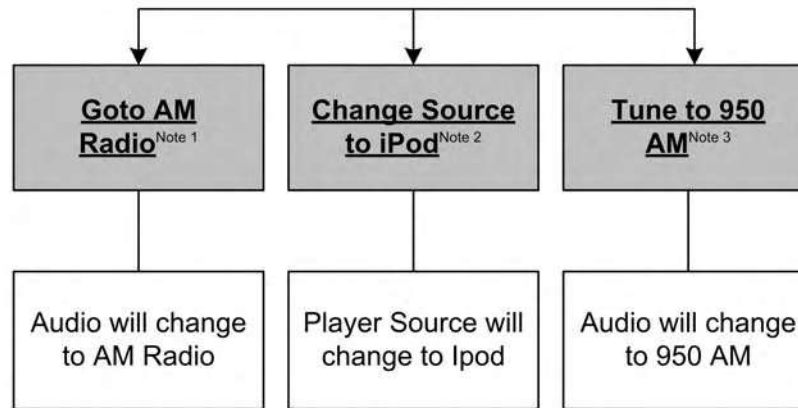 Goto AM
Radio Note 1
Change Source
to iPod Note 2
Tune to 950
AM Note 3
Audio will change
to AM Radio
Player Source will
change to Ipod
Audio will change
to 950 AM